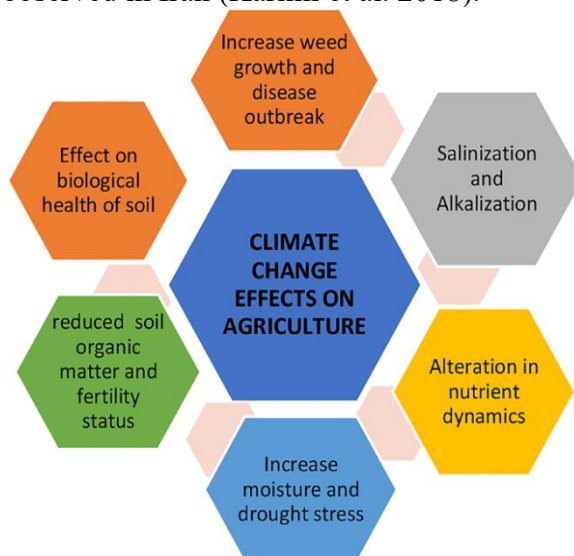 observed in Iran (Karimi et al. 2018).
Increase weed
growth and
disease
outbreak
Effect on
biological
health of soil
Salinization
and
Alkalization
CLIMATE
CHANGE
EFFECTS ON
AGRICULTURE
reduced soil
organic
matter and
fertility
status
Alteration in
nutrient
dynamics
Increase
moisture and
drought stress